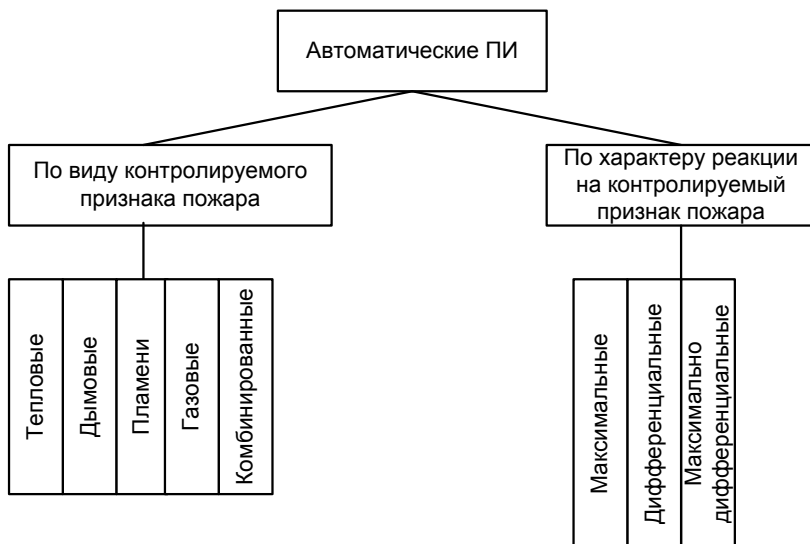 Автоматические ПИ
По виду контролируемого
признака пожара
По характеру реакции
на контролируемый
признак пожара
Тепловые
Дымовые
Пламени
Газовые
Комбинированные
Максимальные
Дифференциальные
Максимально
дифференциальные